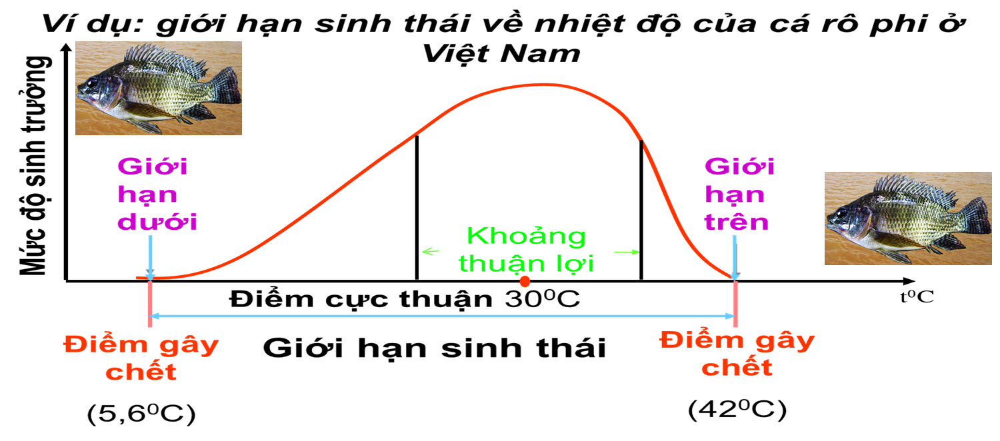 Ví dụ: giới hạn sinh thái về nhiệt độ của cá rô phi ở
Việt Nam
Mức độ sinh trưởng
Giới
hạn
dưới
Giới
hạn
trên
Khoảng
thuận lợi
t⁰C
Điểm cực thuận 30⁰C
Điểm gây
chết
(5,6⁰C)
Giới hạn sinh thái
Điểm gây
chết
(42⁰C)